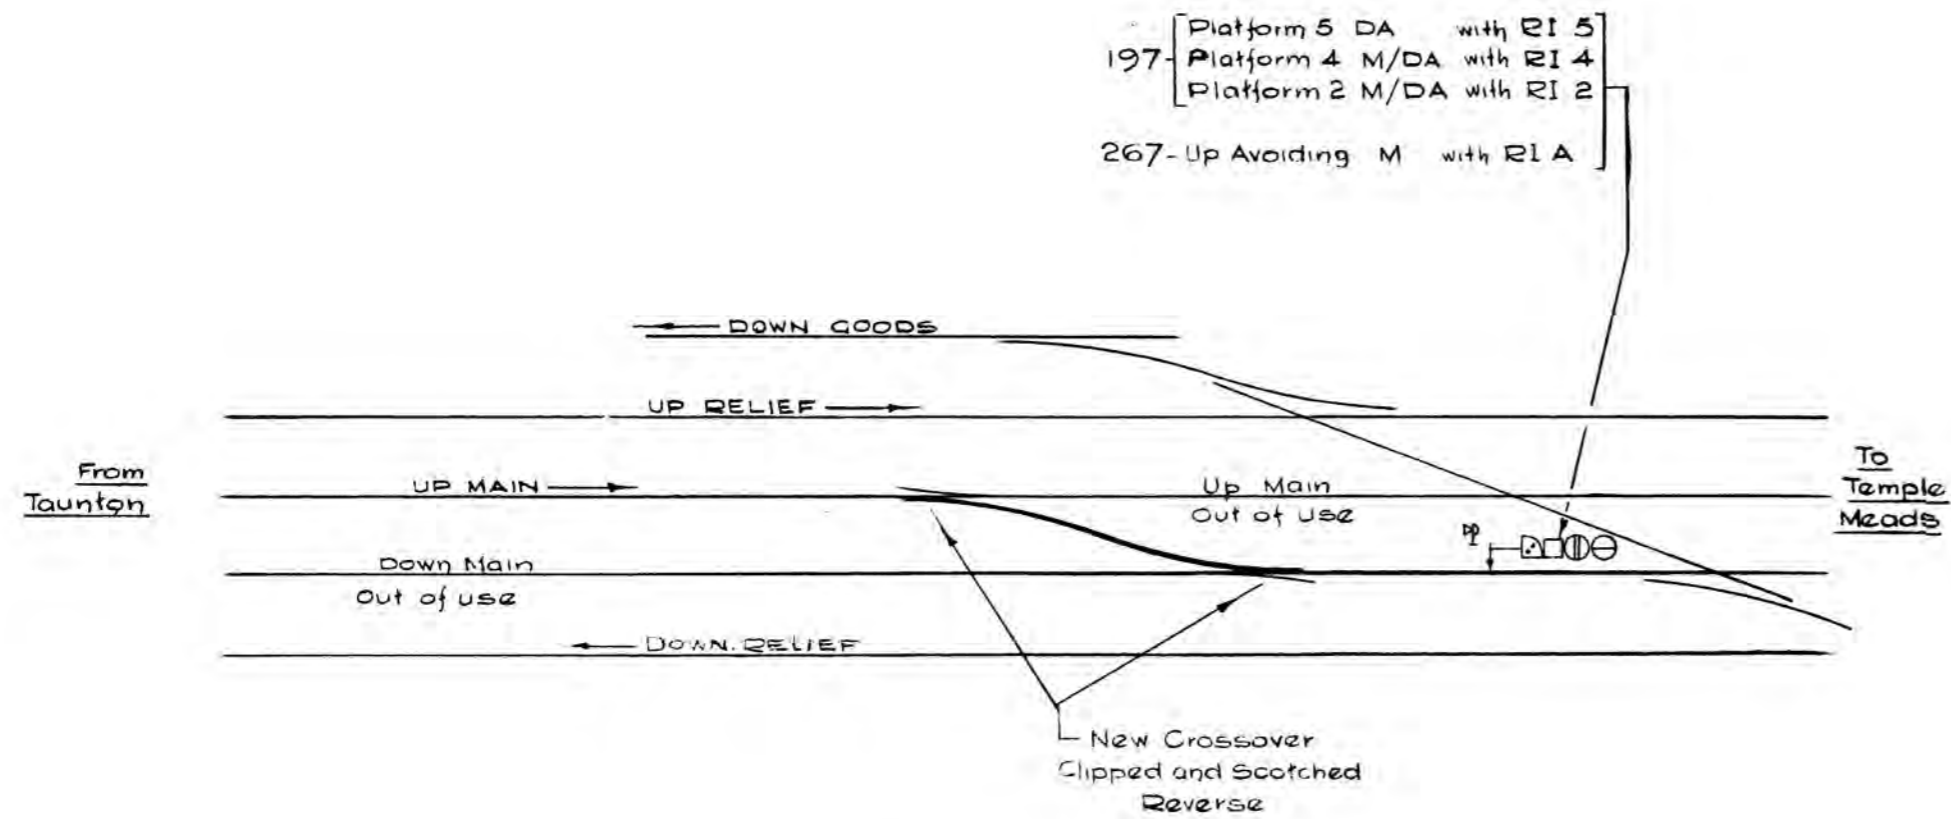 Platform 5 DA with RI 5
197- Platform 4 M/DA with RI 4
Platform 2 M/DA with RI 2
267- Up Avoiding M with RI A
DOWN GOODS
UP RELIEF
From
Taunton
UP MAIN
Up Main
Out of use
To
Temple
Meads
Down Main
Out of use
DOWN RELIEF
New Crossover
Clipped and Scotched
Reverse